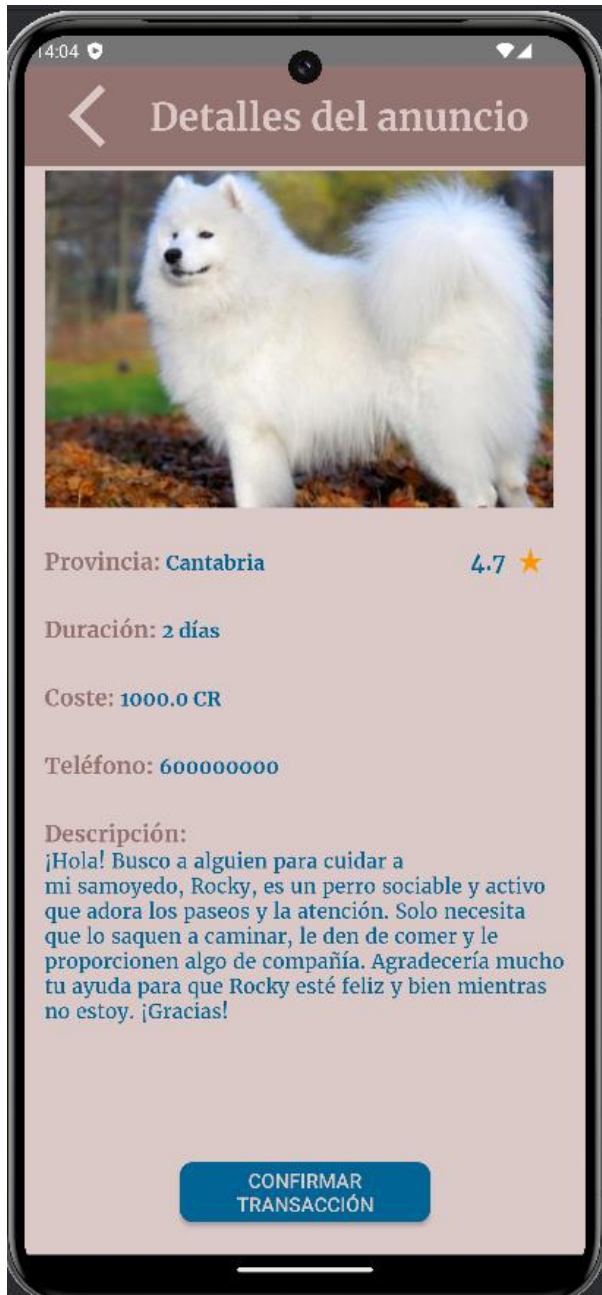 14:04
Detalles del anuncio
Provincia: Cantabria 4.7 ★
Duración: 2 días
Coste: 1000.0 CR
Teléfono: 600000000
Descripción:
¡Hola! Busco a alguien para cuidar a
mi samoyedo, Rocky, es un perro sociable y activo
que adora los paseos y la atención. Solo necesita
que lo saquen a caminar, le den de comer y le
proporcionen algo de compañía. Agradecería mucho
tu ayuda para que Rocky esté feliz y bien mientras
no estoy. ¡Gracias!
CONFIRMAR
TRANSACCIÓN